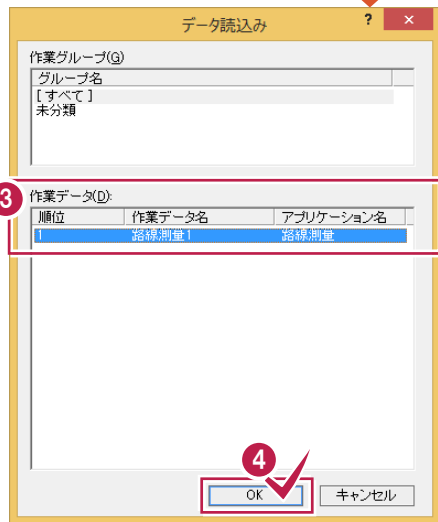 データ読込み ? ×
作業グループ(G)
グループ名
[すべて]
未分類
3
作業データ(D):
順位 作業データ名 アプリケーション名
1 路線測量1 路線測量
4
OK キャンセル